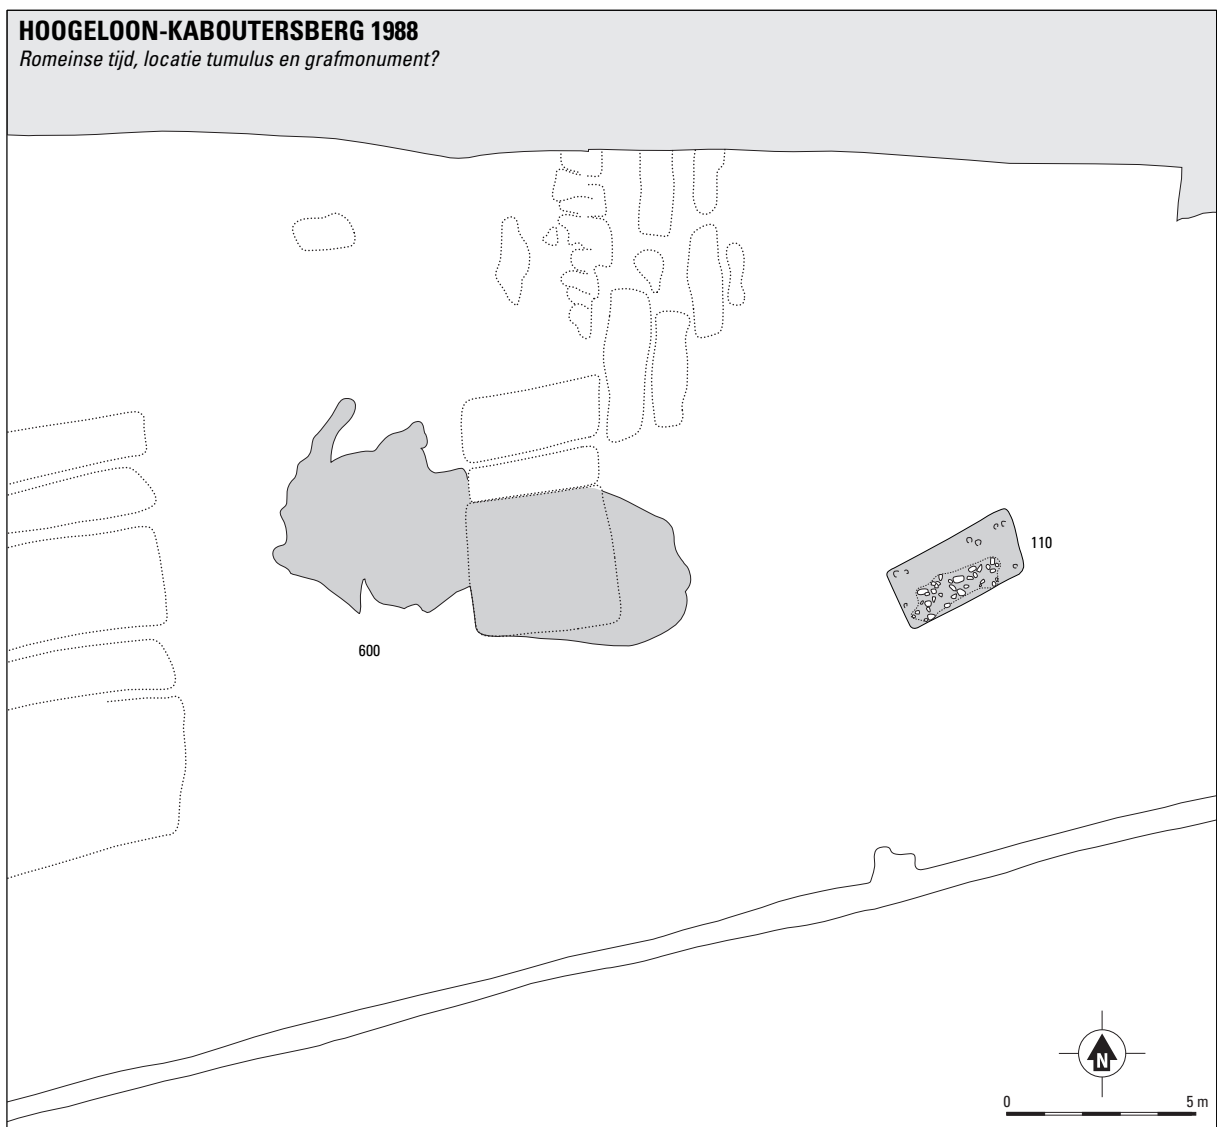 HOOGELOON-KABOUTERSBERG 1988
Romeinse tijd, locatie tumulus en grafmonument?
110
600
N
0 5 m